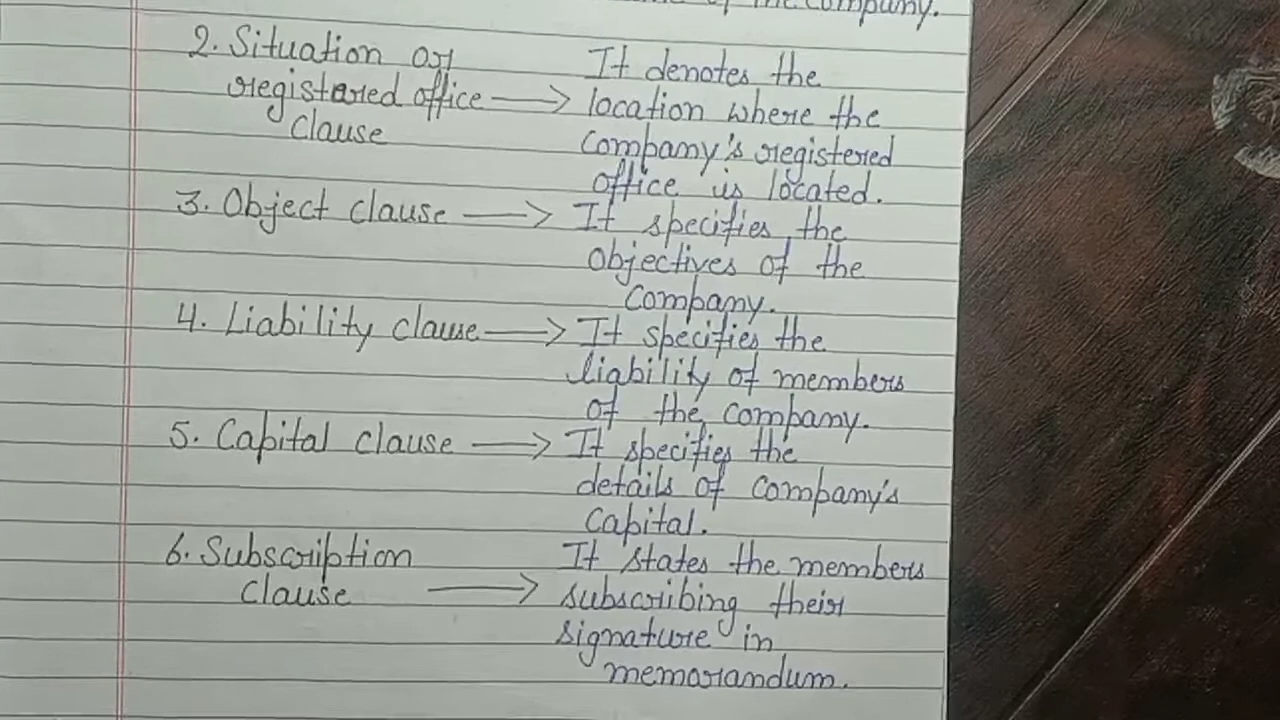 of the company.
2. Situation or
registered office
clause
→ It denotes the
location where the
company's registered
office is located.
3. Object clause → It specifies the
objectives of the
company.
4. Liability clause → It specifies the
liability of members
of the company.
5. Capital clause → It specifies the
details of company's
capital.
6. Subscription
clause
→ It states the members
subscribing their
signature in
memorandum.